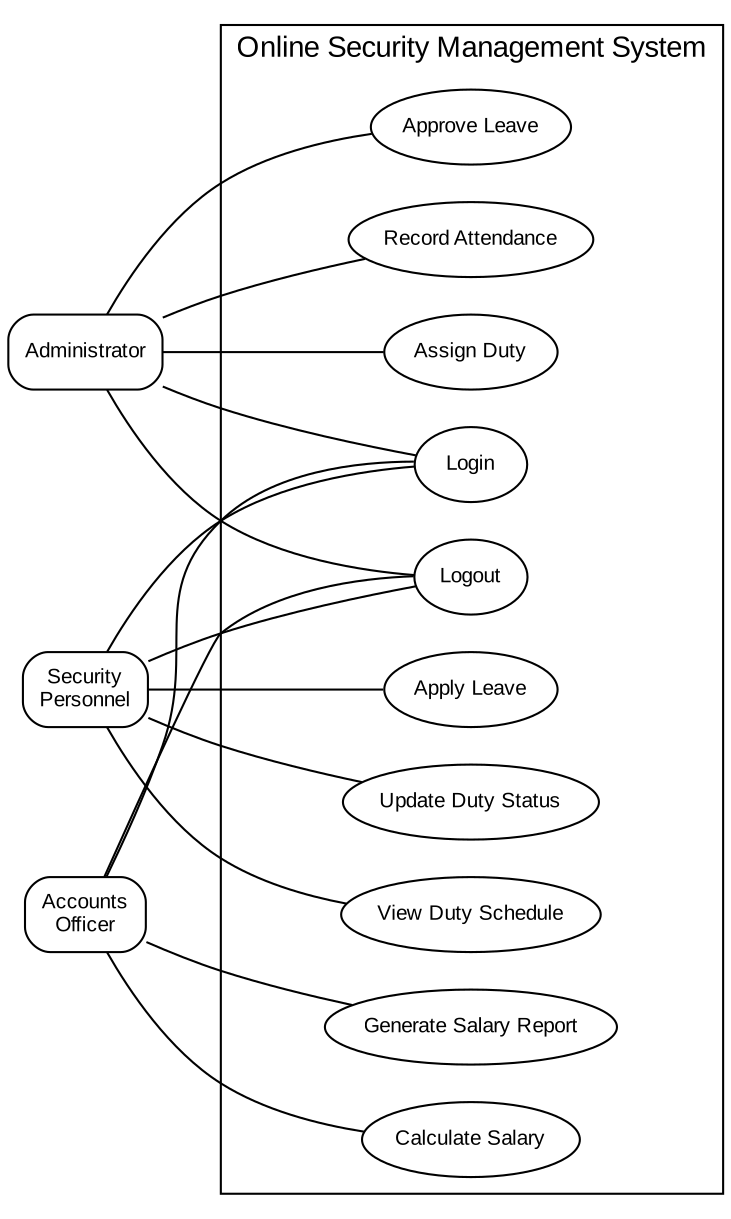 Online Security Management System
Approve Leave
Record Attendance
Administrator
Assign Duty
Login
Logout
Security
Personnel
Apply Leave
Update Duty Status
Accounts
Officer
View Duty Schedule
Generate Salary Report
Calculate Salary